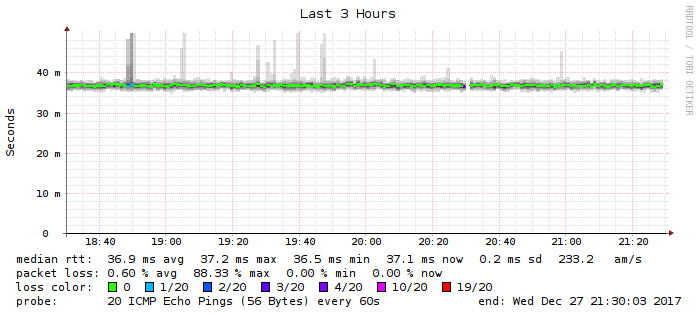 Last 3 Hours
RRDTOOL / TOBI OETIKER
Seconds
40 m
30 m
20 m
10 m
0
18:40 19:00 19:20 19:40 20:00 20:20 20:40 21:00 21:20
median rtt: 36.9 ms avg 37.2 ms max 36.5 ms min 37.1 ms now 0.2 ms sd 233.2 am/s
packet loss: 0.60 % avg 88.33 % max 0.00 % min 0.00 % now
loss color: 0 1/20 2/20 3/20 4/20 10/20 19/20
probe: 20 ICMP Echo Pings (56 Bytes) every 60s end: Wed Dec 27 21:30:03 2017